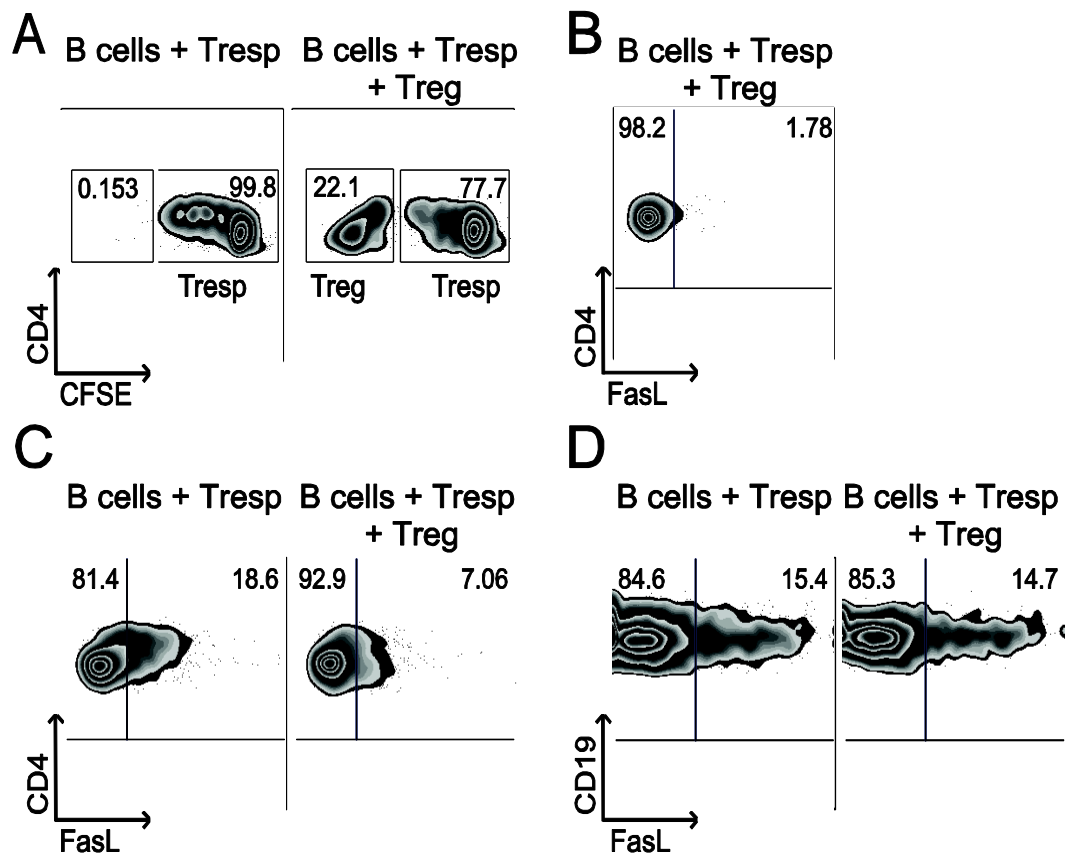 A
B cells + Tresp
B cells + Tresp
+ Treg
0.153
99.8
22.1
77.7
Tresp
Treg
Tresp
CD4
CFSE
B
B cells + Tresp
+ Treg
98.2
1.78
CD4
FasL
C
B cells + Tresp
B cells + Tresp
+ Treg
81.4
18.6
92.9
7.06
CD4
FasL
D
B cells + Tresp
B cells + Tresp
+ Treg
84.6
15.4
85.3
14.7
CD19
FasL